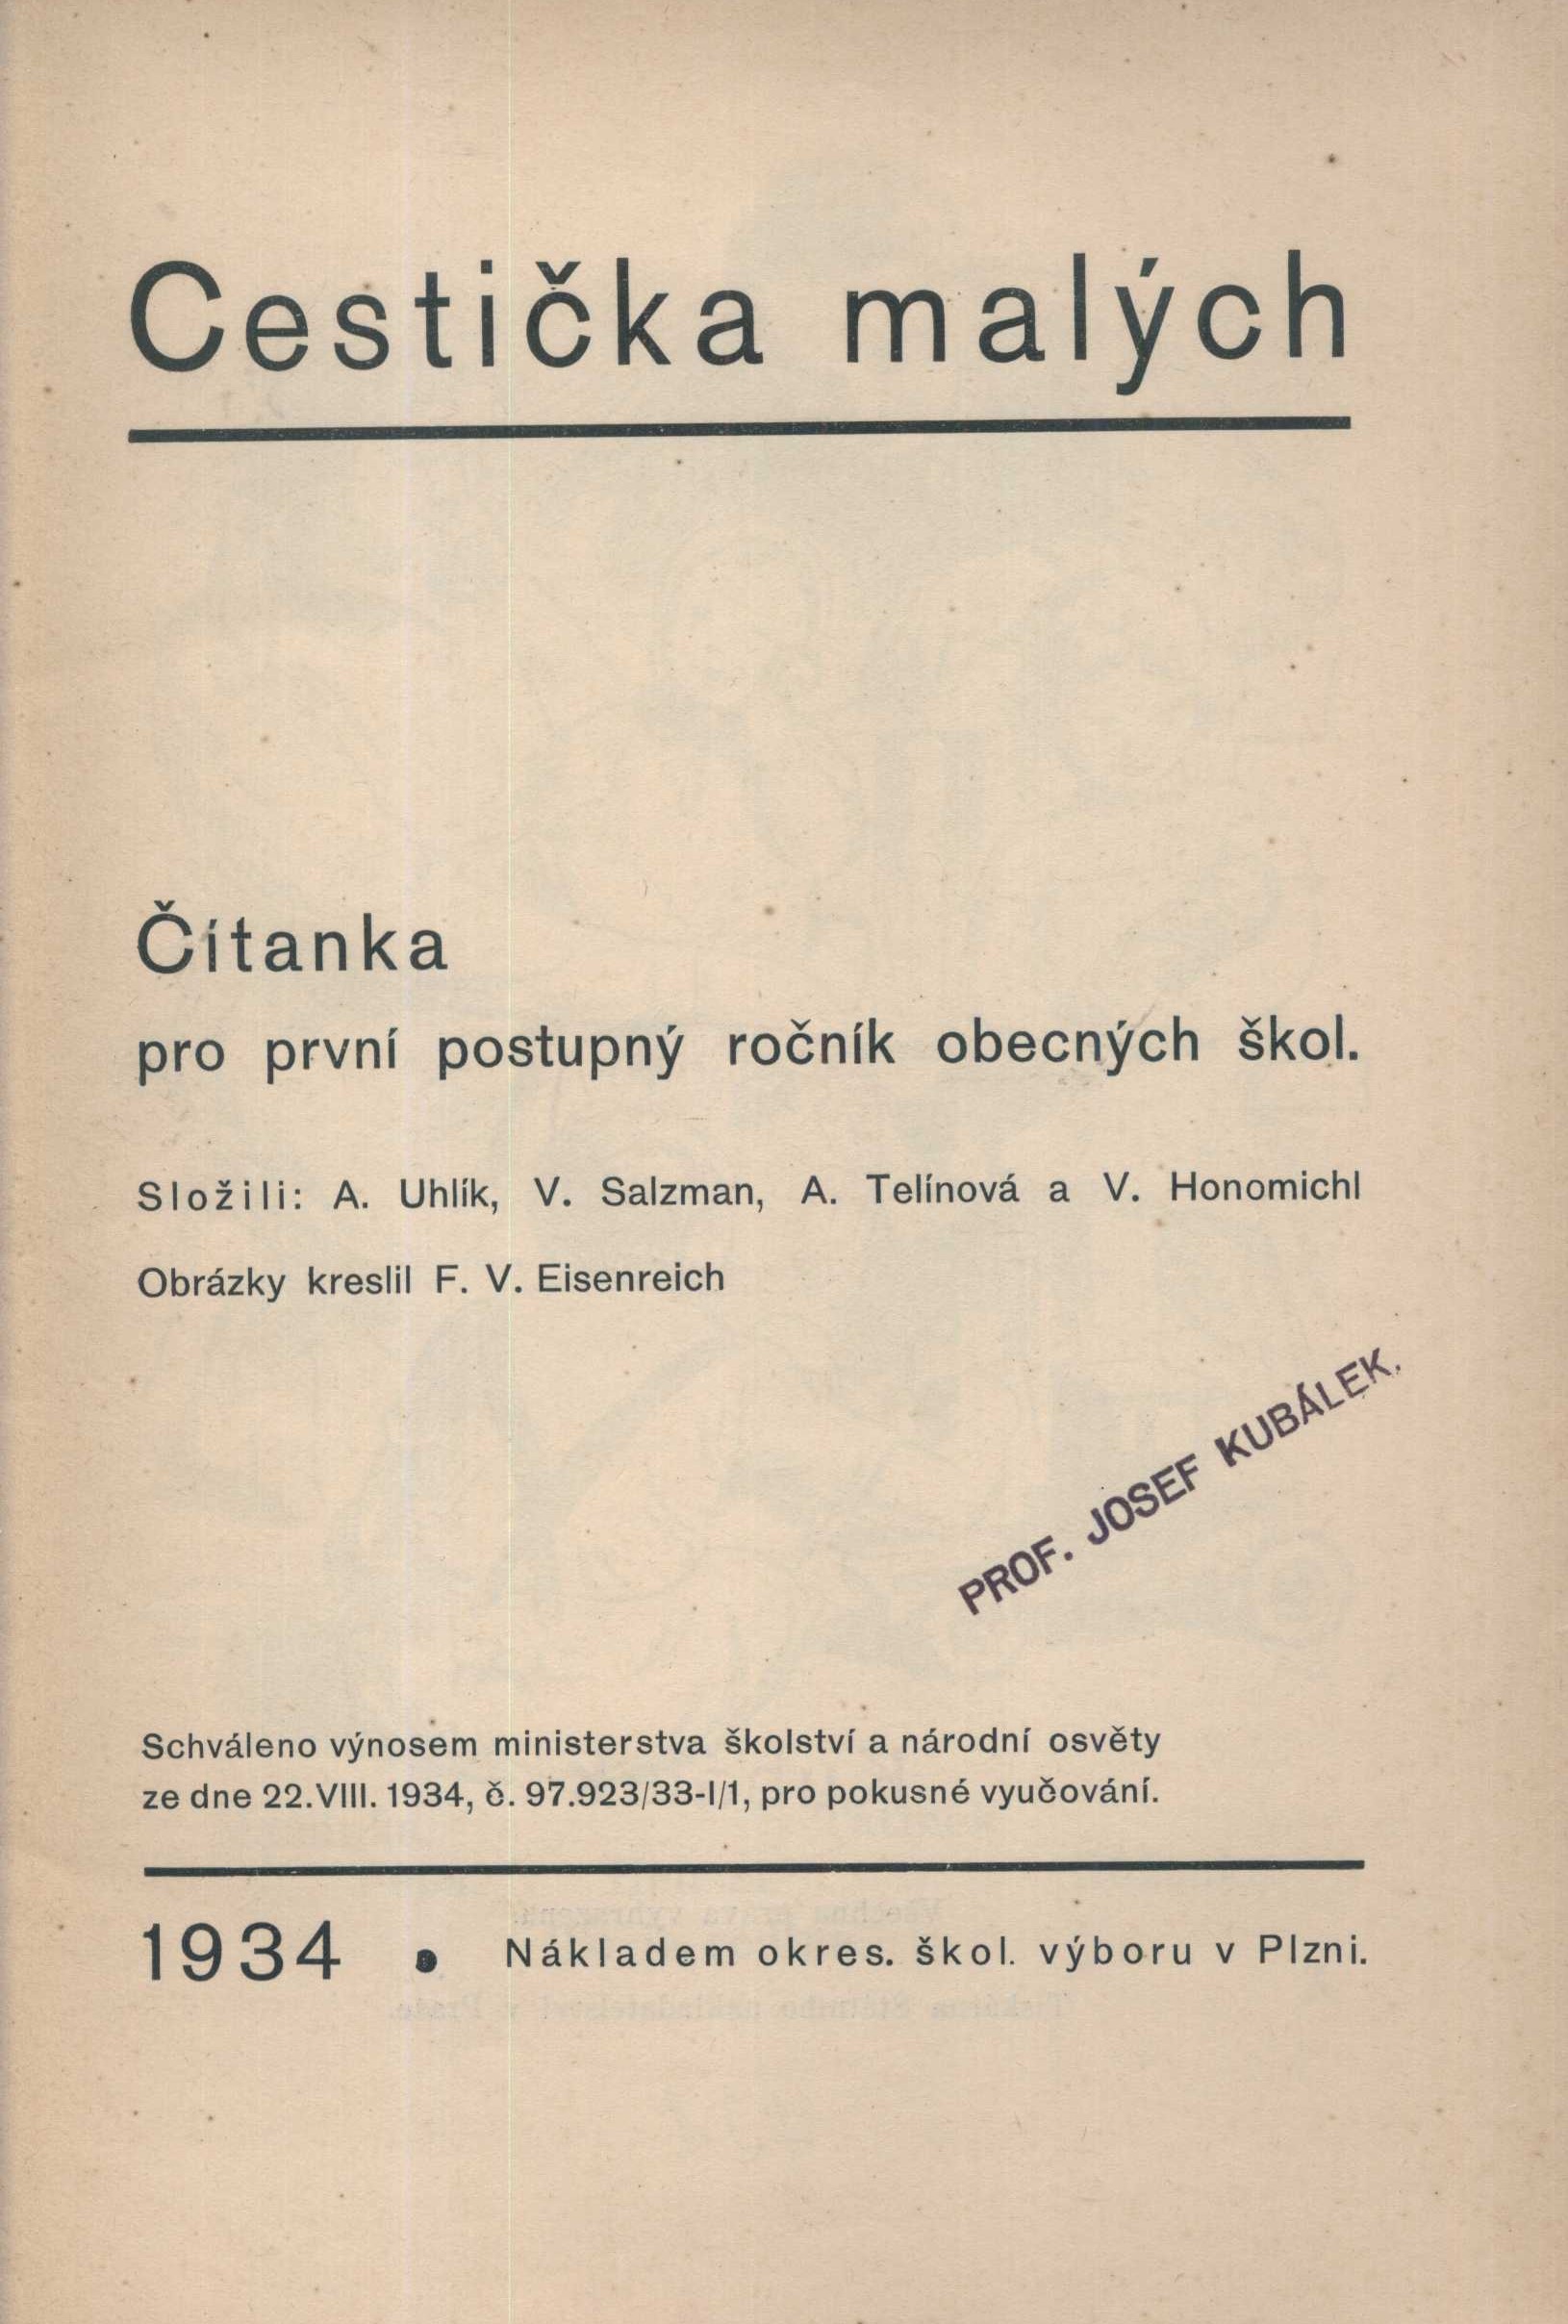 Cestička malých
Čítanka
pro první postupný ročník obecných škol.
Složili: A. Uhlík, V. Salzman, A. Telínová a V. Honomichl
Obrázky kreslil F. V. Eisenreich
PROF. JOSEF KUBÁLEK.
Schváleno výnosem ministerstva školství a národní osvěty
ze dne 22.VIII. 1934, č. 97.923/33-I/1, pro pokusné vyučování.
1934 • Nákladem okres. škol. výboru v Plzni.